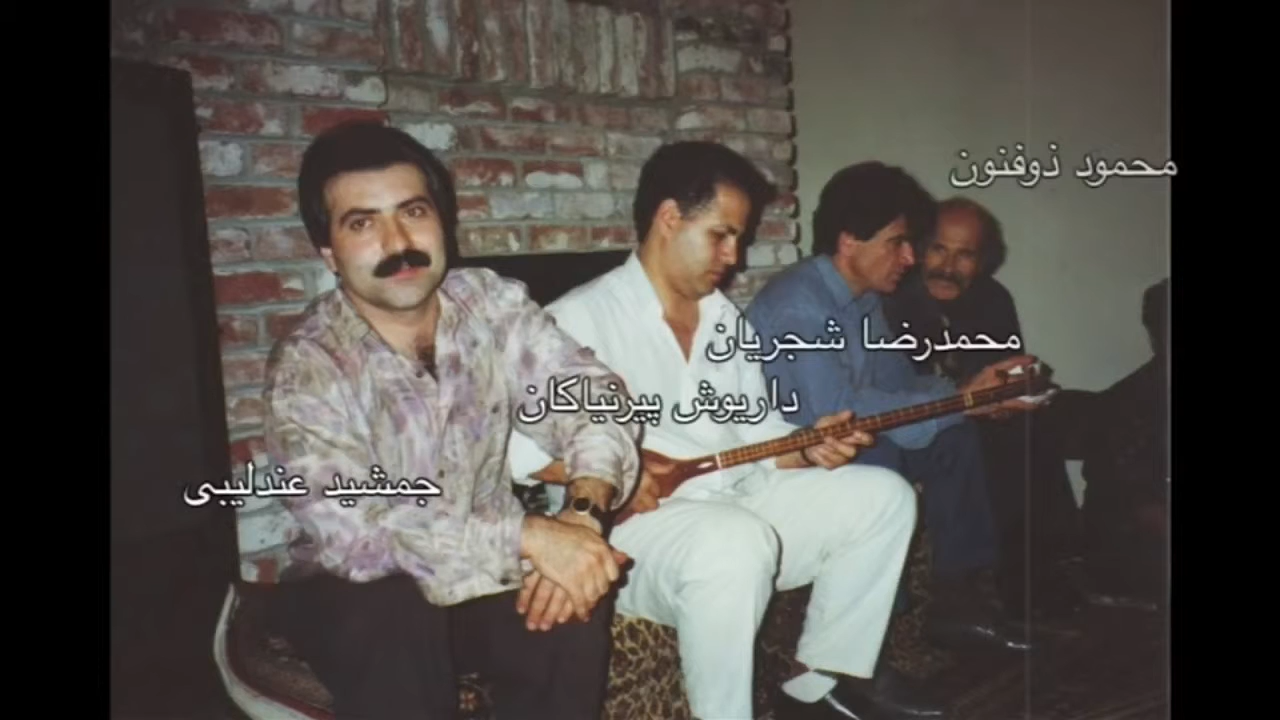 محمود ذوفنون
محمدرضا شجریان
داریوش پیرنیاکان
جمشید عندلیبی